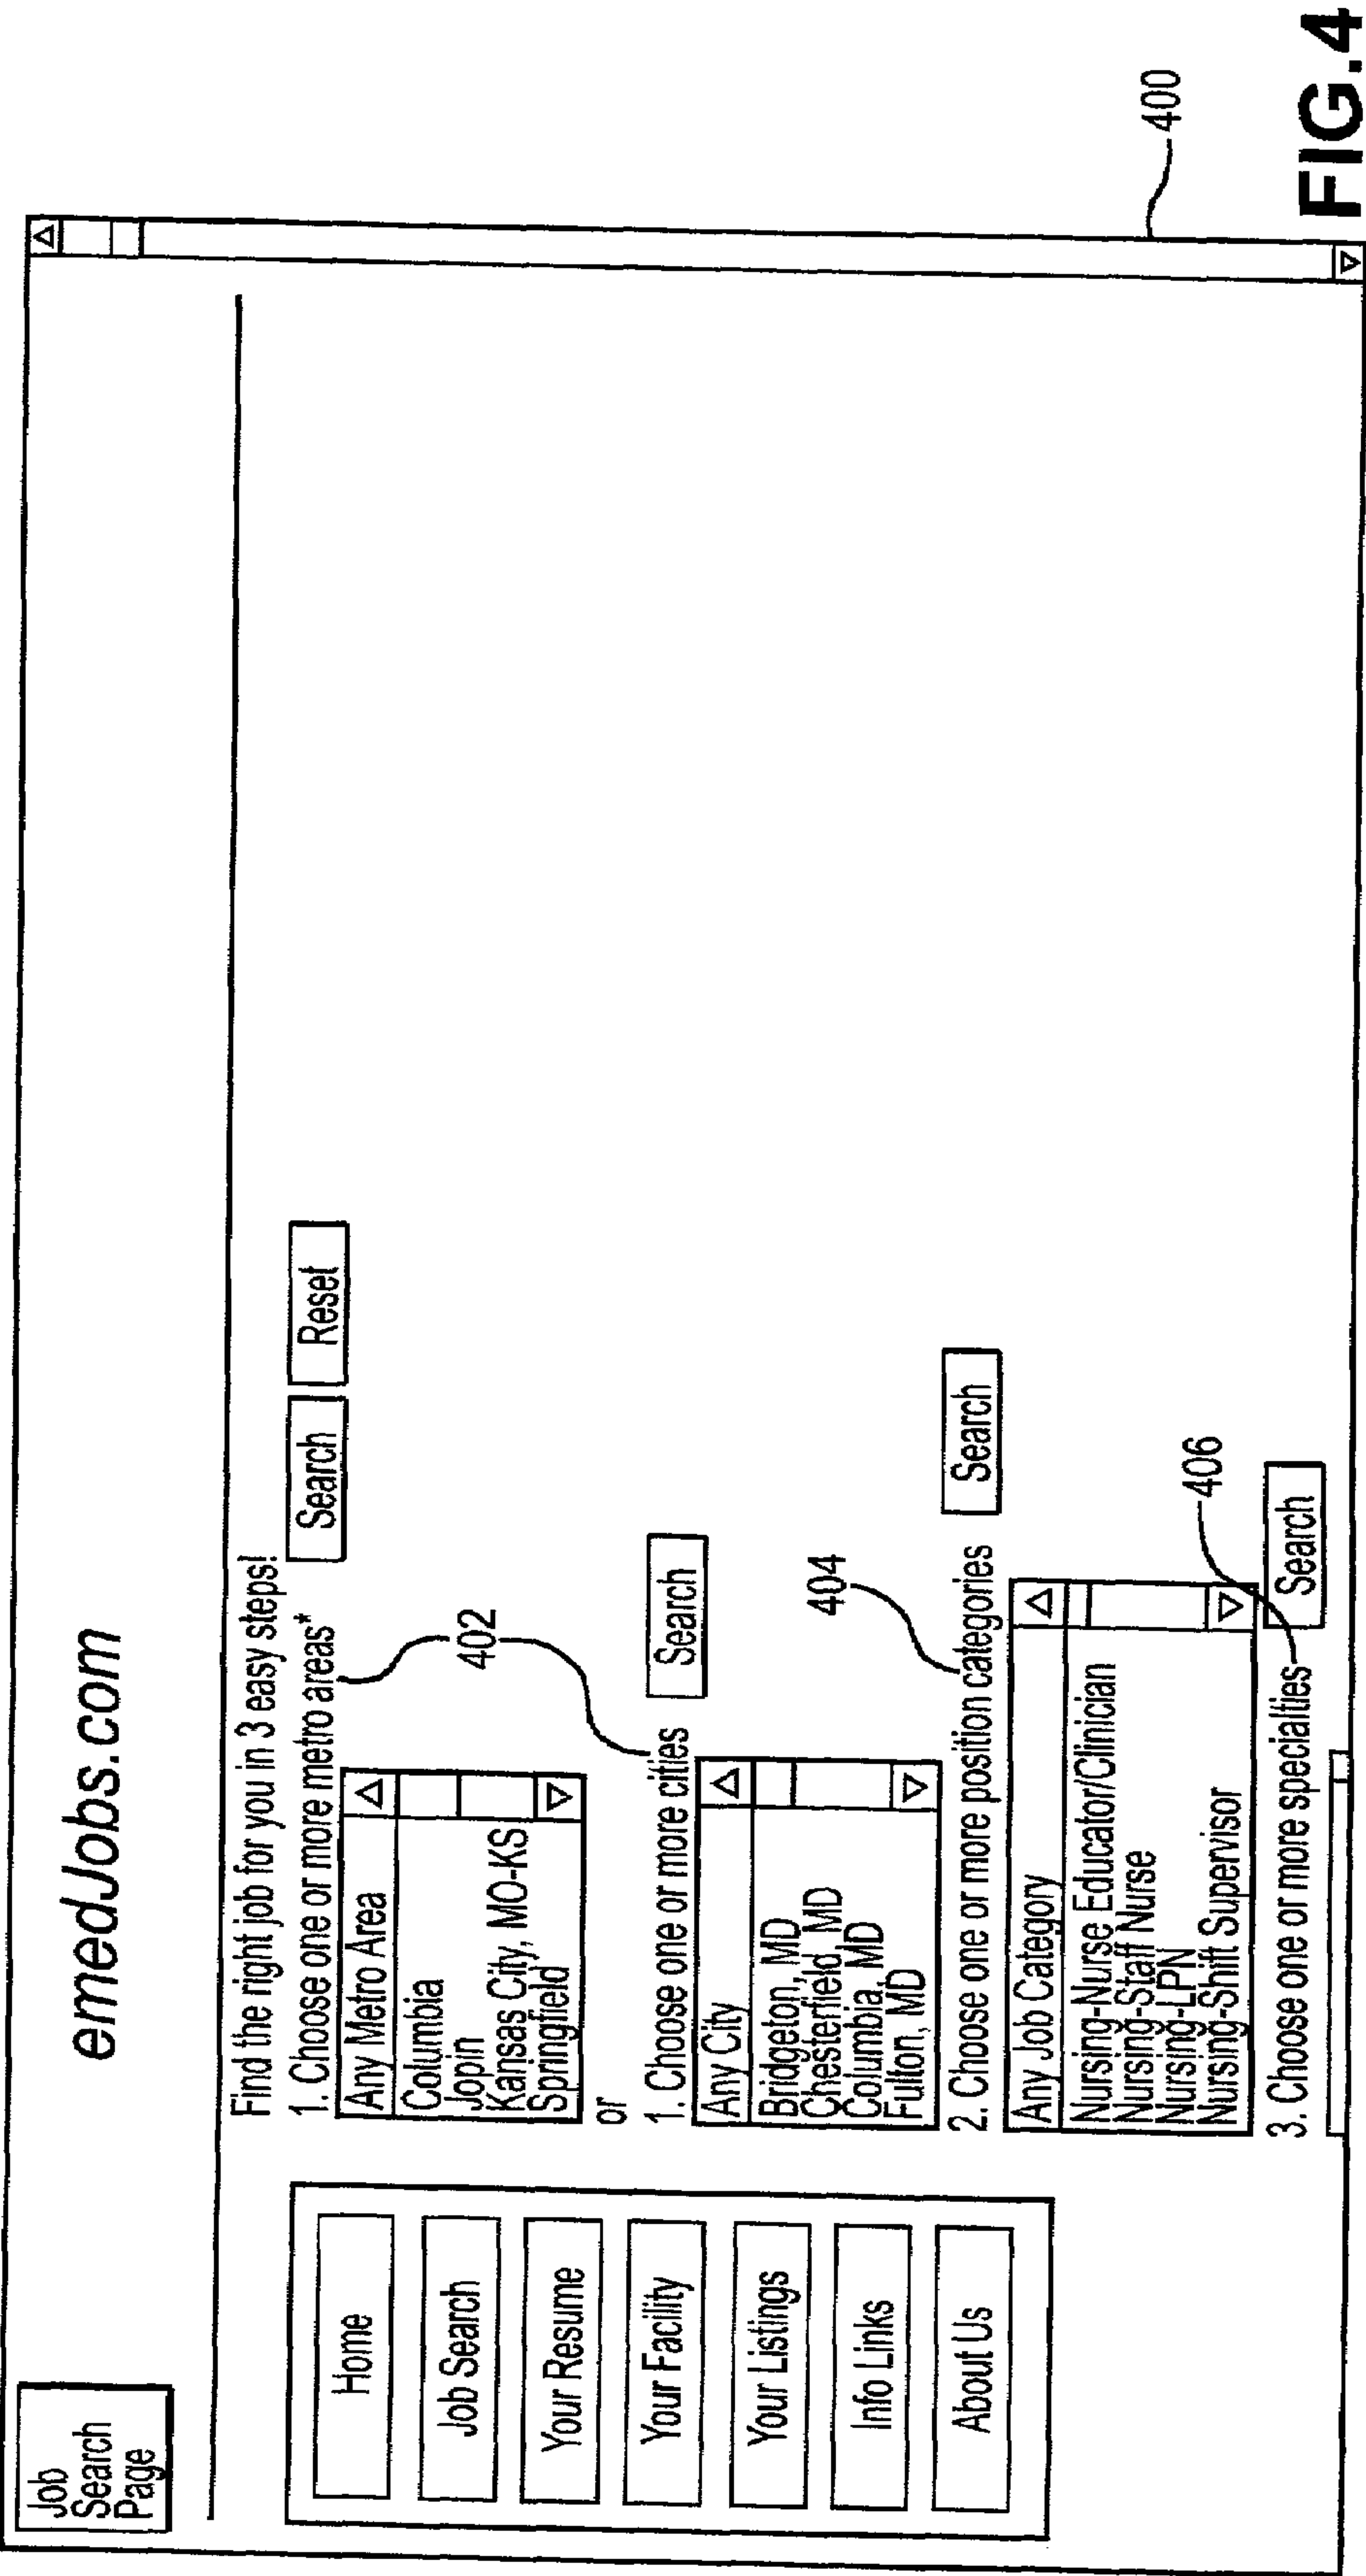 Job
Search
Page
emedJobs.com
Home
Job Search
Your Resume
Your Facility
Your Listings
Info Links
About Us
Find the right job for you in 3 easy steps!
1. Choose one or more metro areas*
Search
Reset
402
Any Metro Area
Columbia
Jopin
Kansas City, MO-KS
Springfield
or
1. Choose one or more cities
Search
Any City
Bridgeton, MD
Chesterfield, MD
Columbia, MD
Fulton, MD
404
2. Choose one or more position categories
Search
Any Job Category
Nursing-Nurse Educator/Clinician
Nursing-Staff Nurse
Nursing-LPN
Nursing-Shift Supervisor
406
3. Choose one or more specialties
Search
400
FIG.4